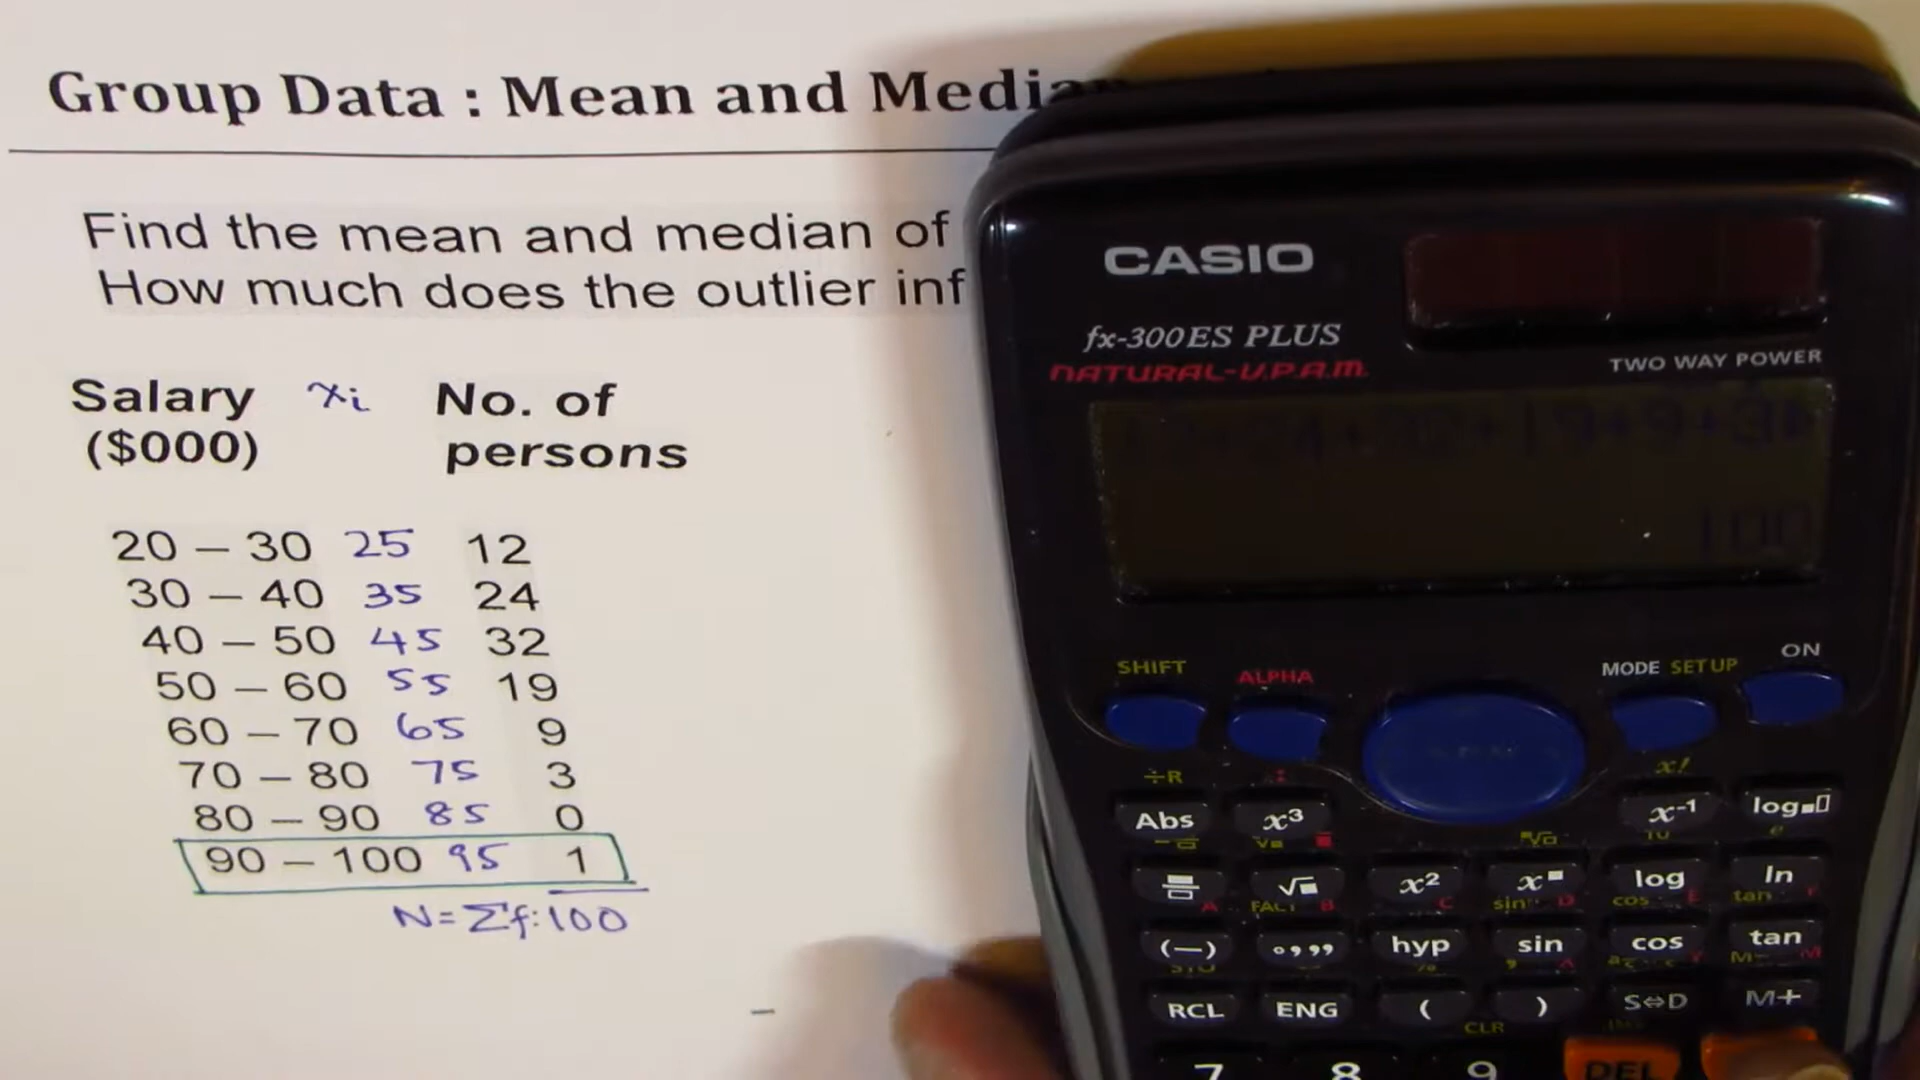 Group Data : Mean and Media
Find the mean and median of
How much does the outlier inf
Salary xi No. of
($000) persons
20 – 30 25 12
30 – 40 35 24
40 – 50 45 32
50 – 60 55 19
60 – 70 65 9
70 – 80 75 3
80 – 90 85 0
90 – 100 95 1
N = Σf: 100
CASIO
fx-300ES PLUS
NATURAL-V.P.A.M.
TWO WAY POWER
100
SHIFT ALPHA MODE SETUP ON
÷R x!
Abs x³ x⁻¹ log
√ x² x log ln
(—) ° , ,, hyp sin cos tan
RCL ENG ( ) S⇔D M+
CLR
7 8 9 DEL